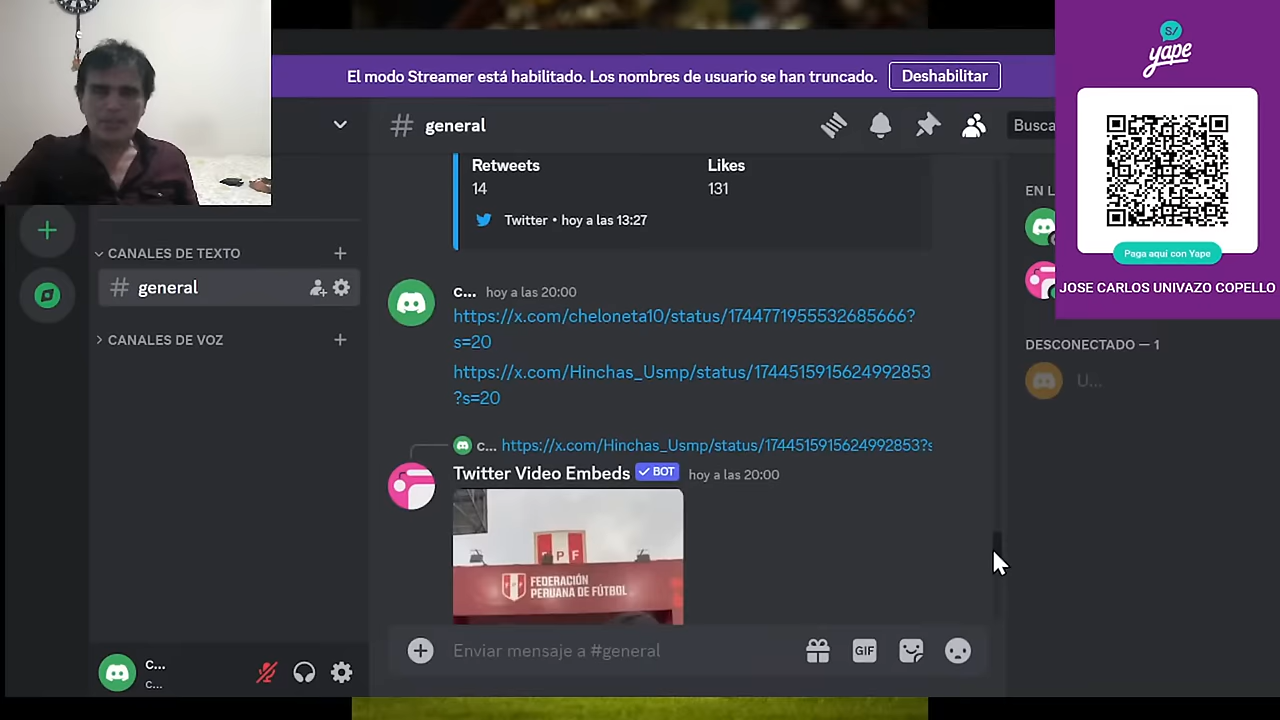 El modo Streamer está habilitado. Los nombres de usuario se han truncado.
Deshabilitar
general
Busca
Retweets
Likes
14
131
Twitter • hoy a las 13:27
CANALES DE TEXTO
general
CANALES DE VOZ
C... hoy a las 20:00
https://x.com/cheloneta10/status/1744771955532685666?
s=20
https://x.com/Hinchas_Usmp/status/1744515915624992853
?s=20
c... https://x.com/Hinchas_Usmp/status/1744515915624992853?s
Twitter Video Embeds BOT hoy a las 20:00
FPF
FEDERACIÓN
PERUANA DE FÚTBOL
Enviar mensaje a #general
GIF
C...
c...
EN L
DESCONECTADO — 1
U...
S/
yape
Paga aquí con Yape
JOSE CARLOS UNIVAZO COPELLO